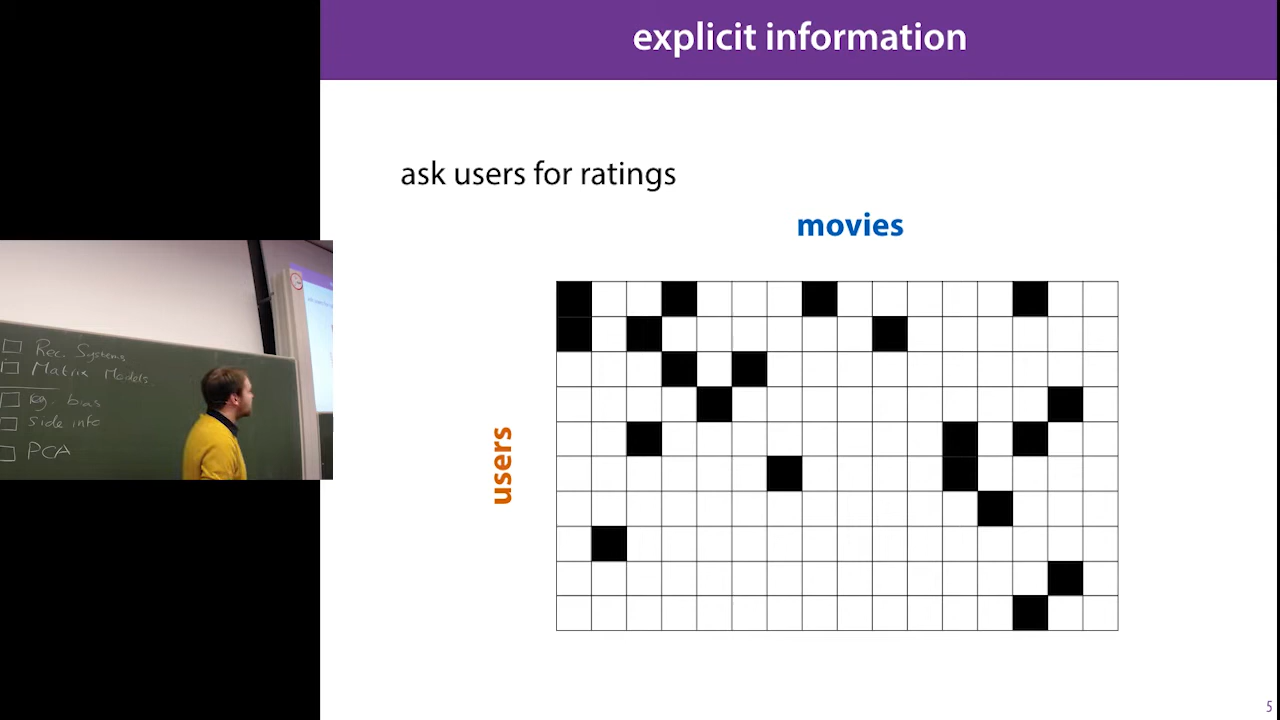 explicit information
ask users for ratings
movies
users
5
Rec. Systems
Matrix Models
bias
side info
PCA